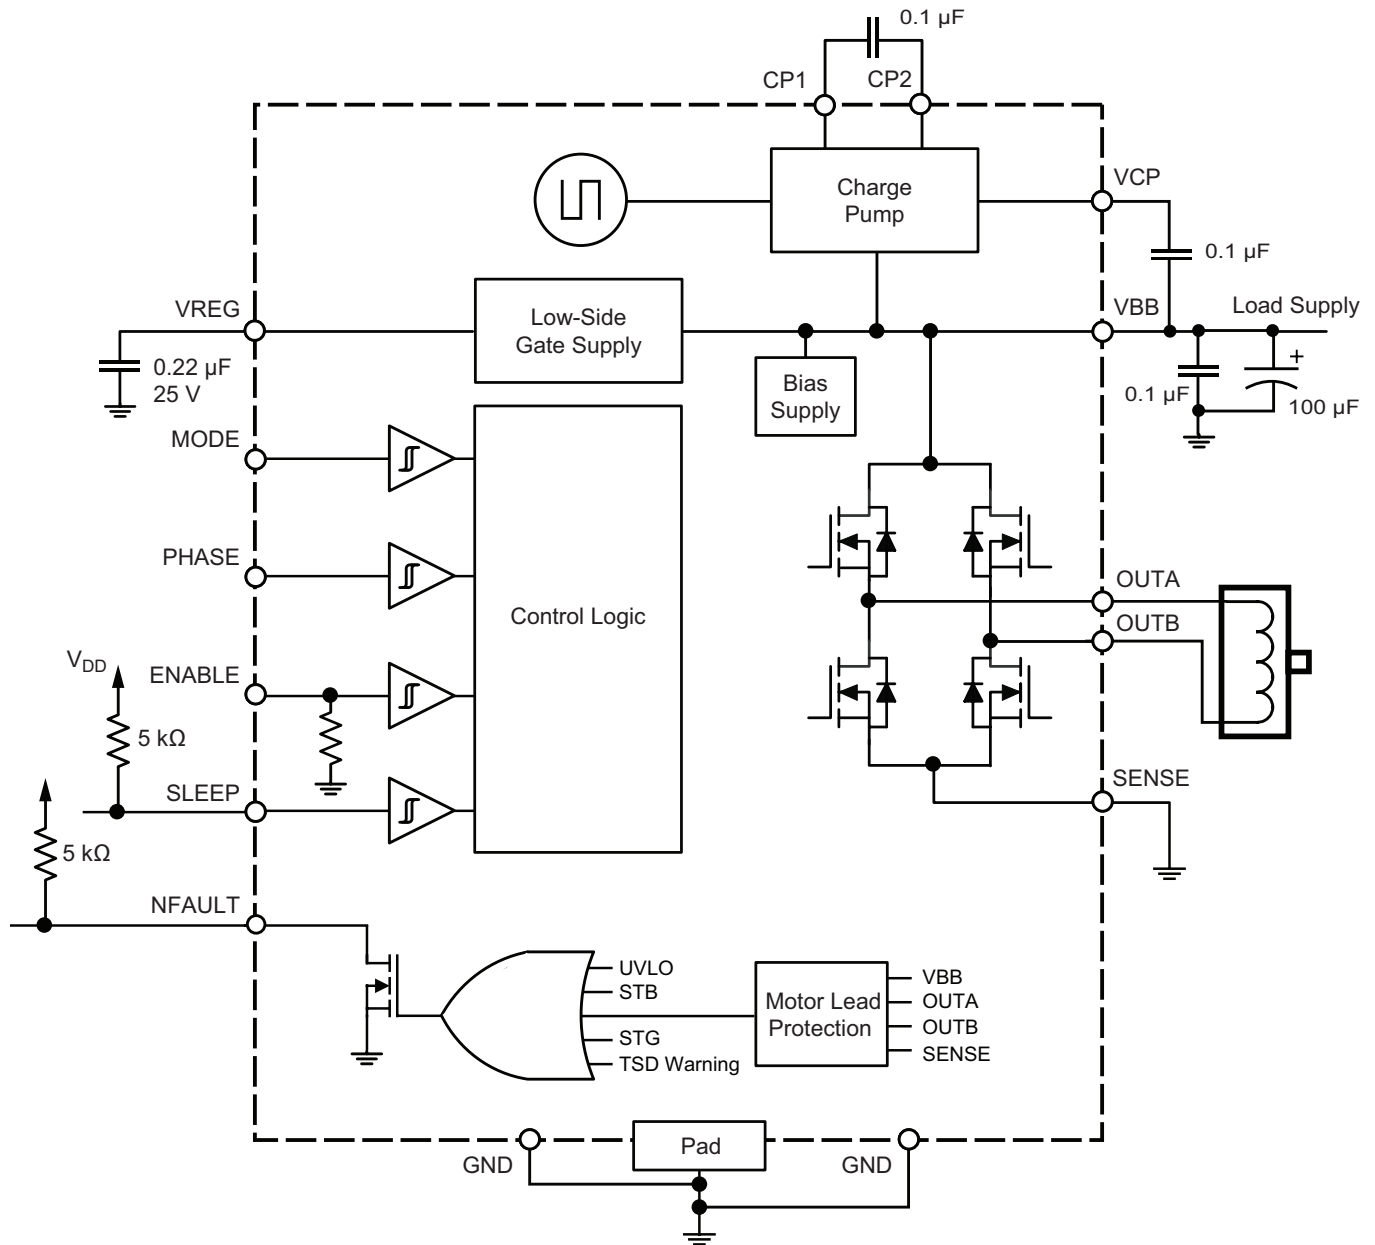 0.1 µF
CP1
CP2
Charge
Pump
VCP
0.1 µF
VREG
Low-Side
Gate Supply
VBB
Load Supply
0.22 µF
25 V
Bias
Supply
0.1 µF
+
100 µF
MODE
PHASE
Control Logic
OUTA
OUTB
VDD
ENABLE
5 kΩ
SLEEP
SENSE
5 kΩ
NFAULT
UVLO
STB
STG
TSD Warning
Motor Lead
Protection
VBB
OUTA
OUTB
SENSE
GND
Pad
GND